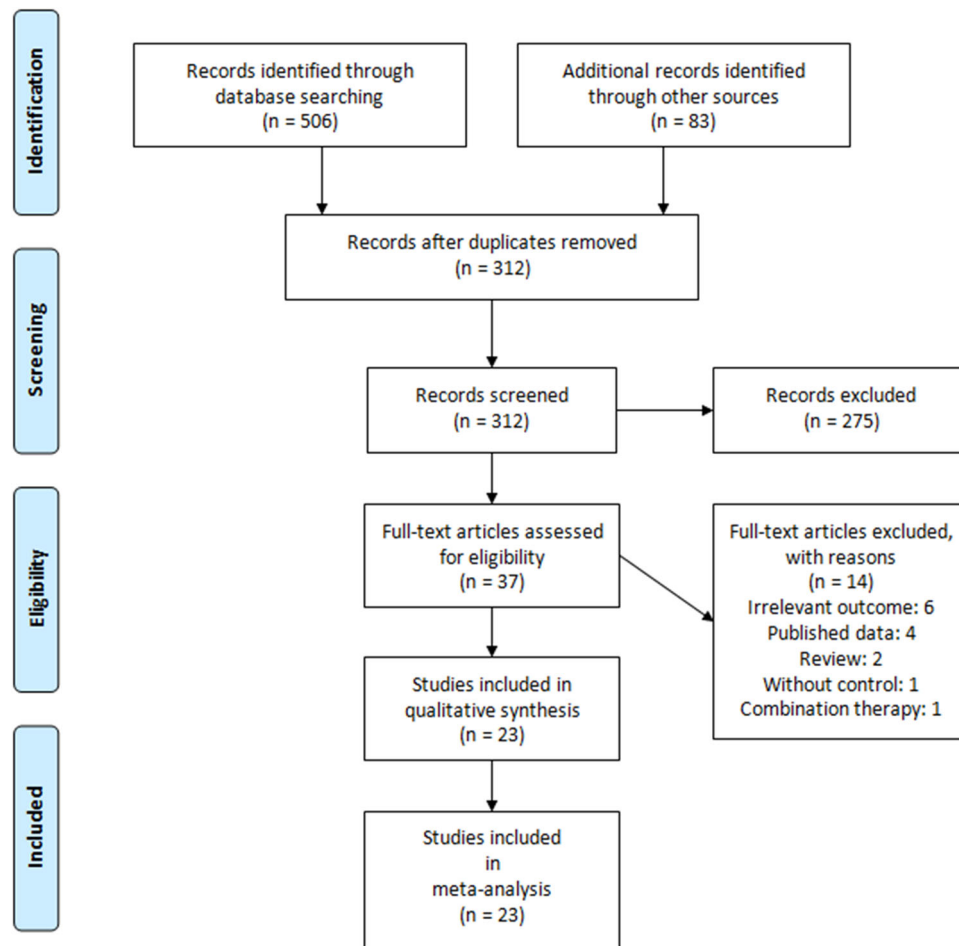 Identification
Records identified through
database searching
(n = 506)
Additional records identified
through other sources
(n = 83)
Records after duplicates removed
(n = 312)
Screening
Records screened
(n = 312)
Records excluded
(n = 275)
Eligibility
Full-text articles assessed
for eligibility
(n = 37)
Full-text articles excluded,
with reasons
(n = 14)
Irrelevant outcome: 6
Published data: 4
Review: 2
Without control: 1
Combination therapy: 1
Studies included in
qualitative synthesis
(n = 23)
Included
Studies included
in
meta-analysis
(n = 23)